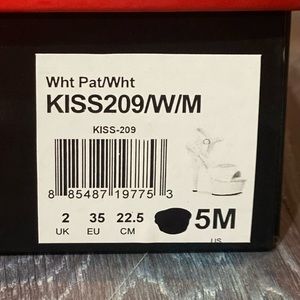 Wht Pat/Wht
KISS209/W/M
KISS-209
8 85487 19775 3
2 35 22.5 5M
UK EU CM US